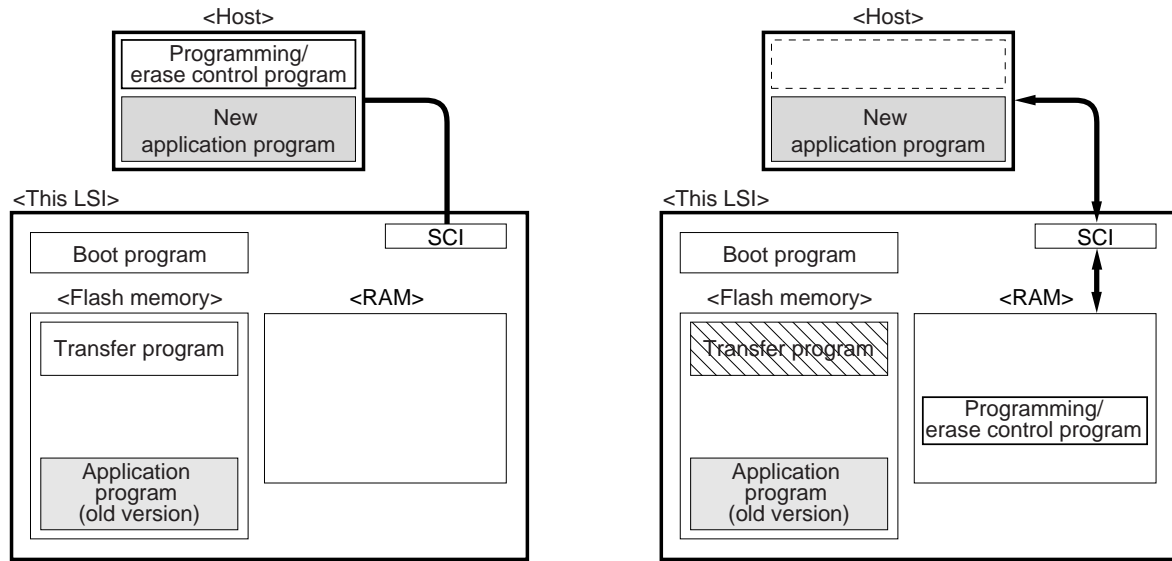 <Host>
Programming/
erase control program
New
application program
<This LSI>
SCI
Boot program
<Flash memory>
<RAM>
Transfer program
Application
program
(old version)
<Host>
New
application program
<This LSI>
SCI
Boot program
<Flash memory>
<RAM>
Transfer program
Programming/
erase control program
Application
program
(old version)